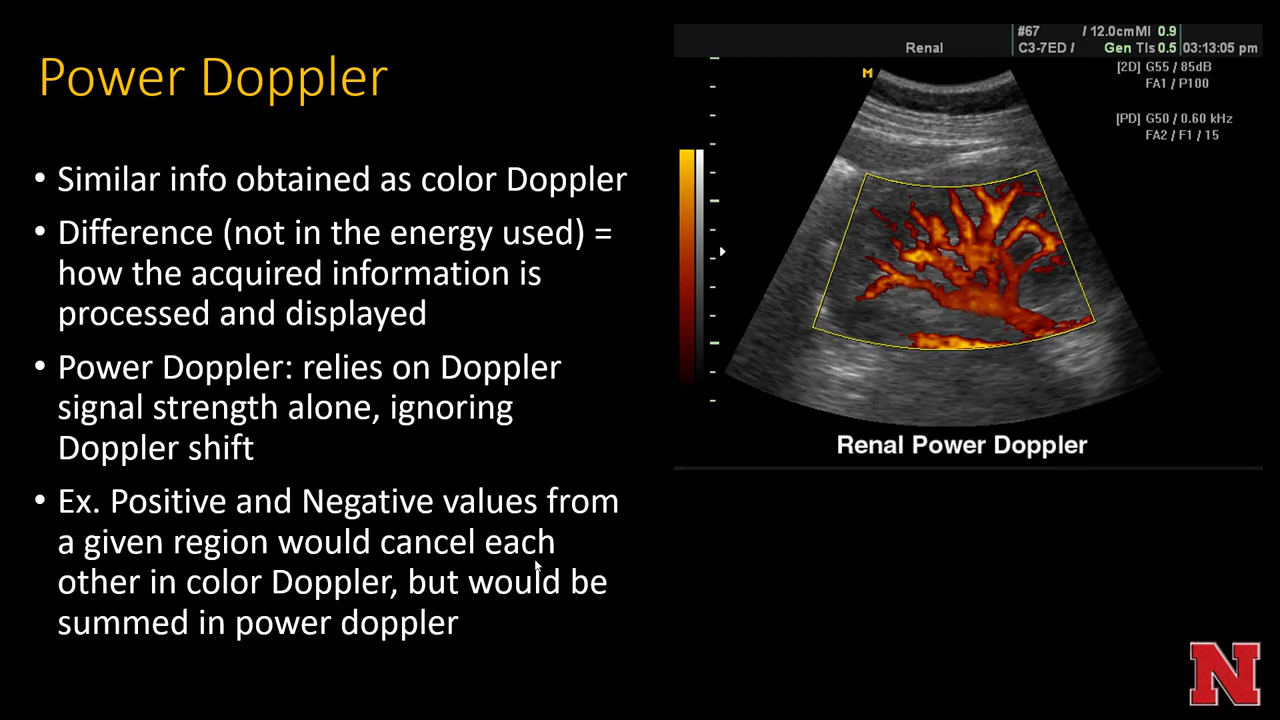 Power Doppler
• Similar info obtained as color Doppler
• Difference (not in the energy used) =
how the acquired information is
processed and displayed
• Power Doppler: relies on Doppler
signal strength alone, ignoring
Doppler shift
• Ex. Positive and Negative values from
a given region would cancel each
other in color Doppler, but would be
summed in power doppler
#67 / 12.0cm MI 0.9
Renal C3-7ED / Gen TIs 0.5 03:13:05 pm
[2D] G55 / 85dB
FA1 / P100
[PD] G50 / 0.60 kHz
FA2 / F1 / 15
M
Renal Power Doppler
N